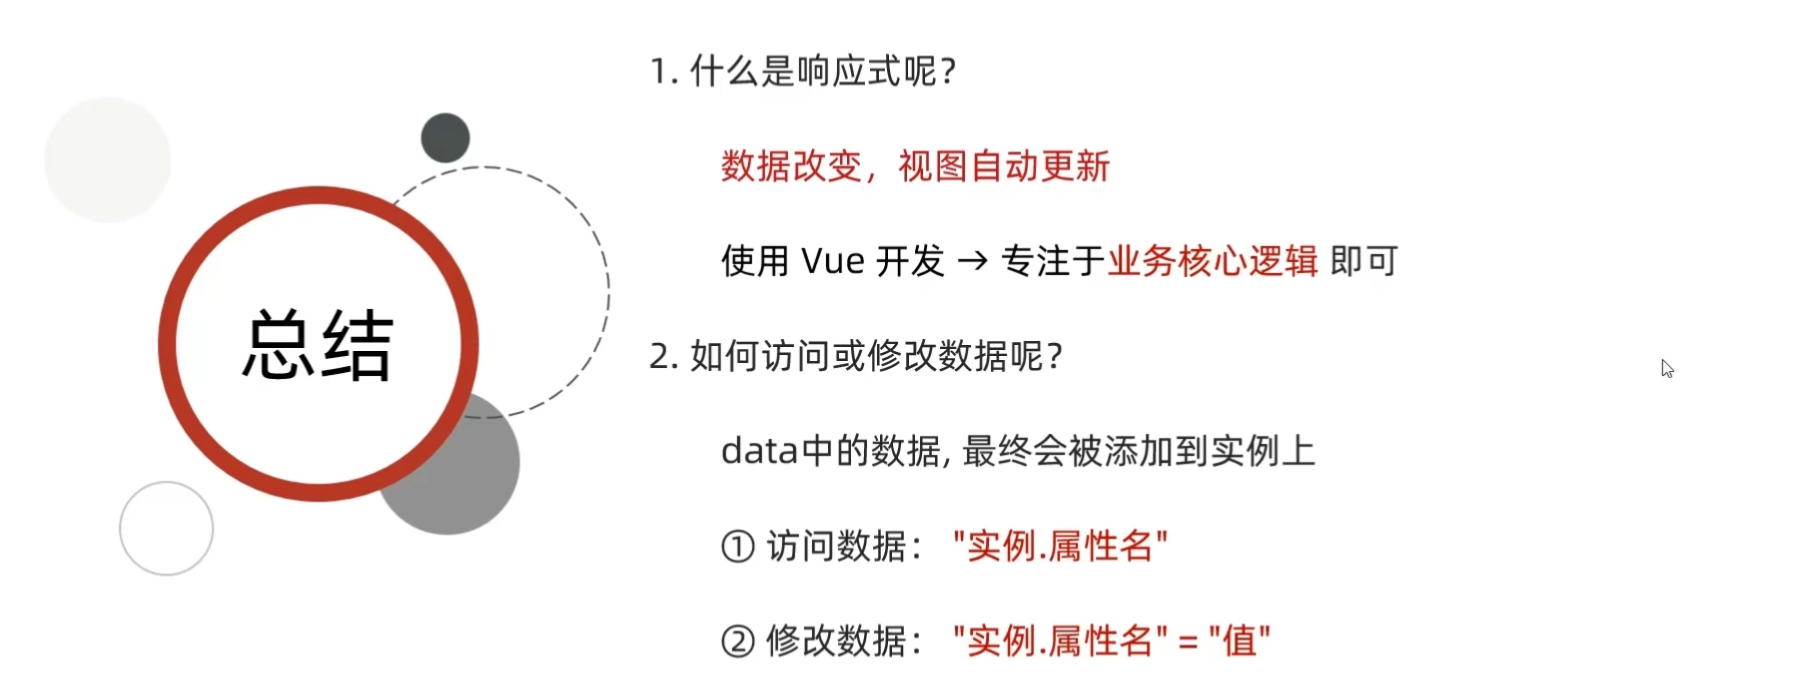 总结
1. 什么是响应式呢？
数据改变，视图自动更新
使用 Vue 开发 → 专注于业务核心逻辑 即可
2. 如何访问或修改数据呢？
data中的数据, 最终会被添加到实例上
① 访问数据： "实例.属性名"
② 修改数据： "实例.属性名" = "值"